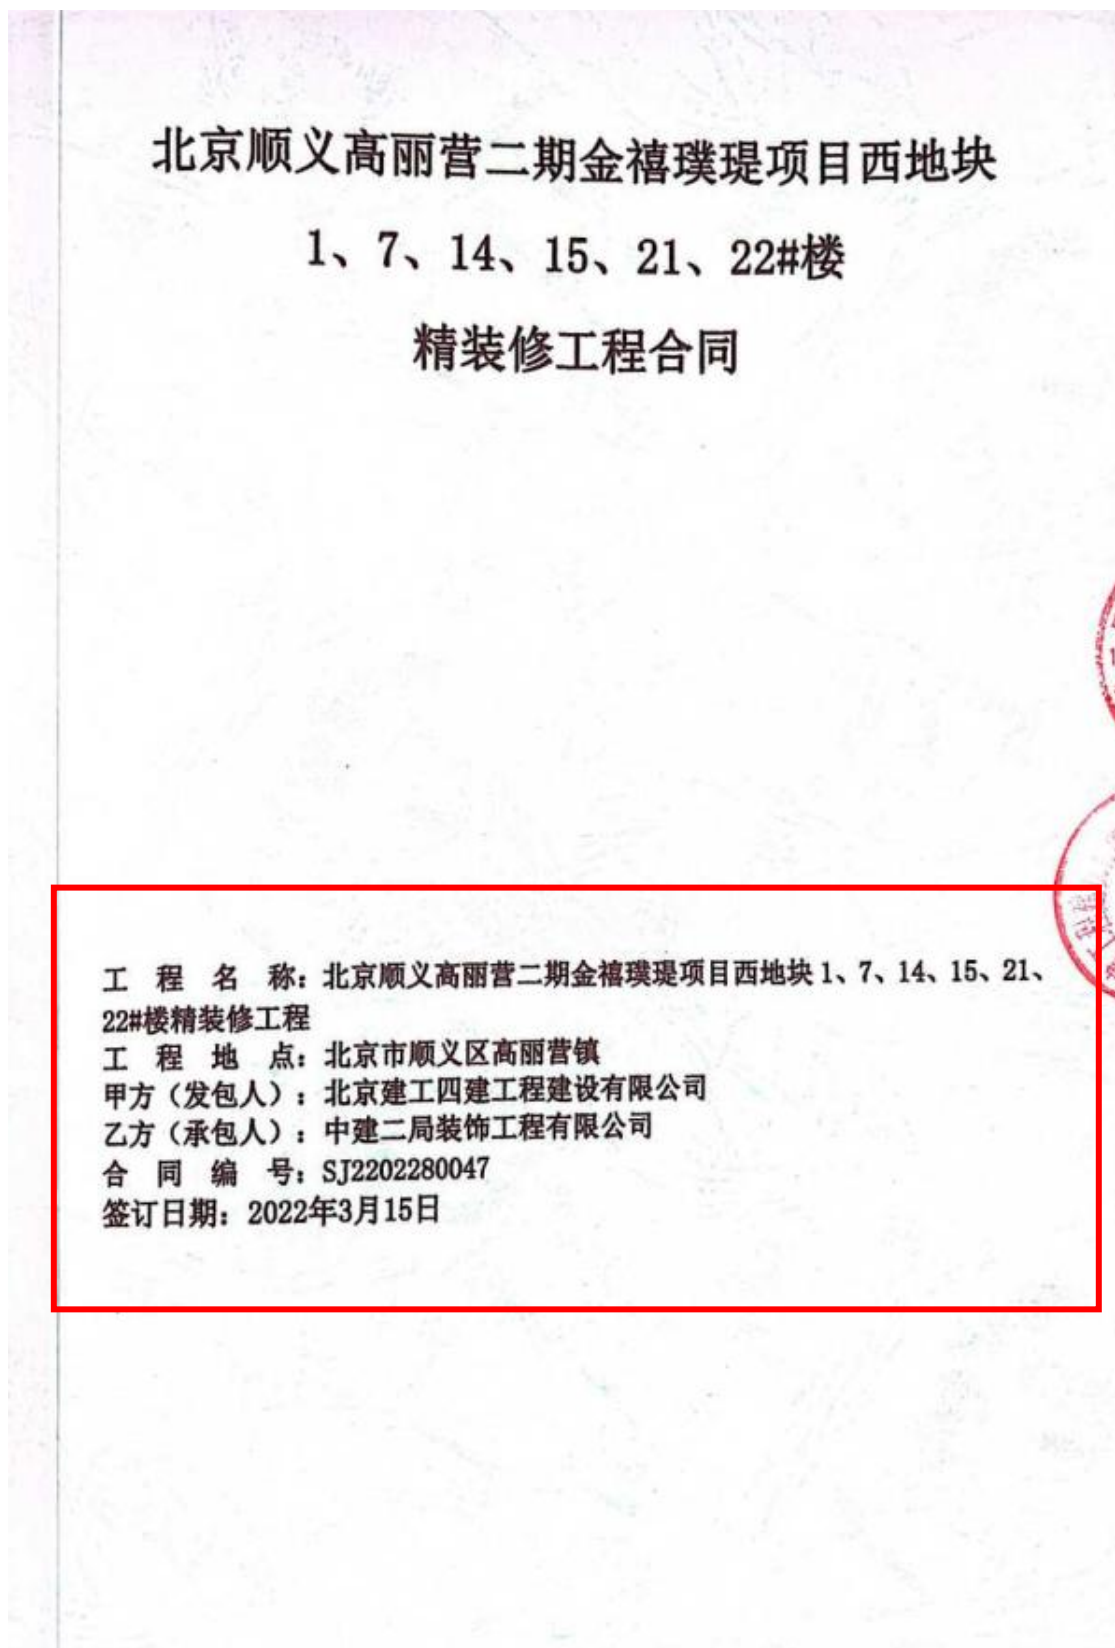 北京顺义高丽营二期金禧璞瑅项目西地块
1、7、14、15、21、22#楼
精装修工程合同
工 程 名 称：北京顺义高丽营二期金禧璞瑅项目西地块 1、7、14、15、21、
22#楼精装修工程
工 程 地 点：北京市顺义区高丽营镇
甲方（发包人）：北京建工四建工程建设有限公司
乙方（承包人）：中建二局装饰工程有限公司
合 同 编 号：SJ2202280047
签订日期：2022年3月15日